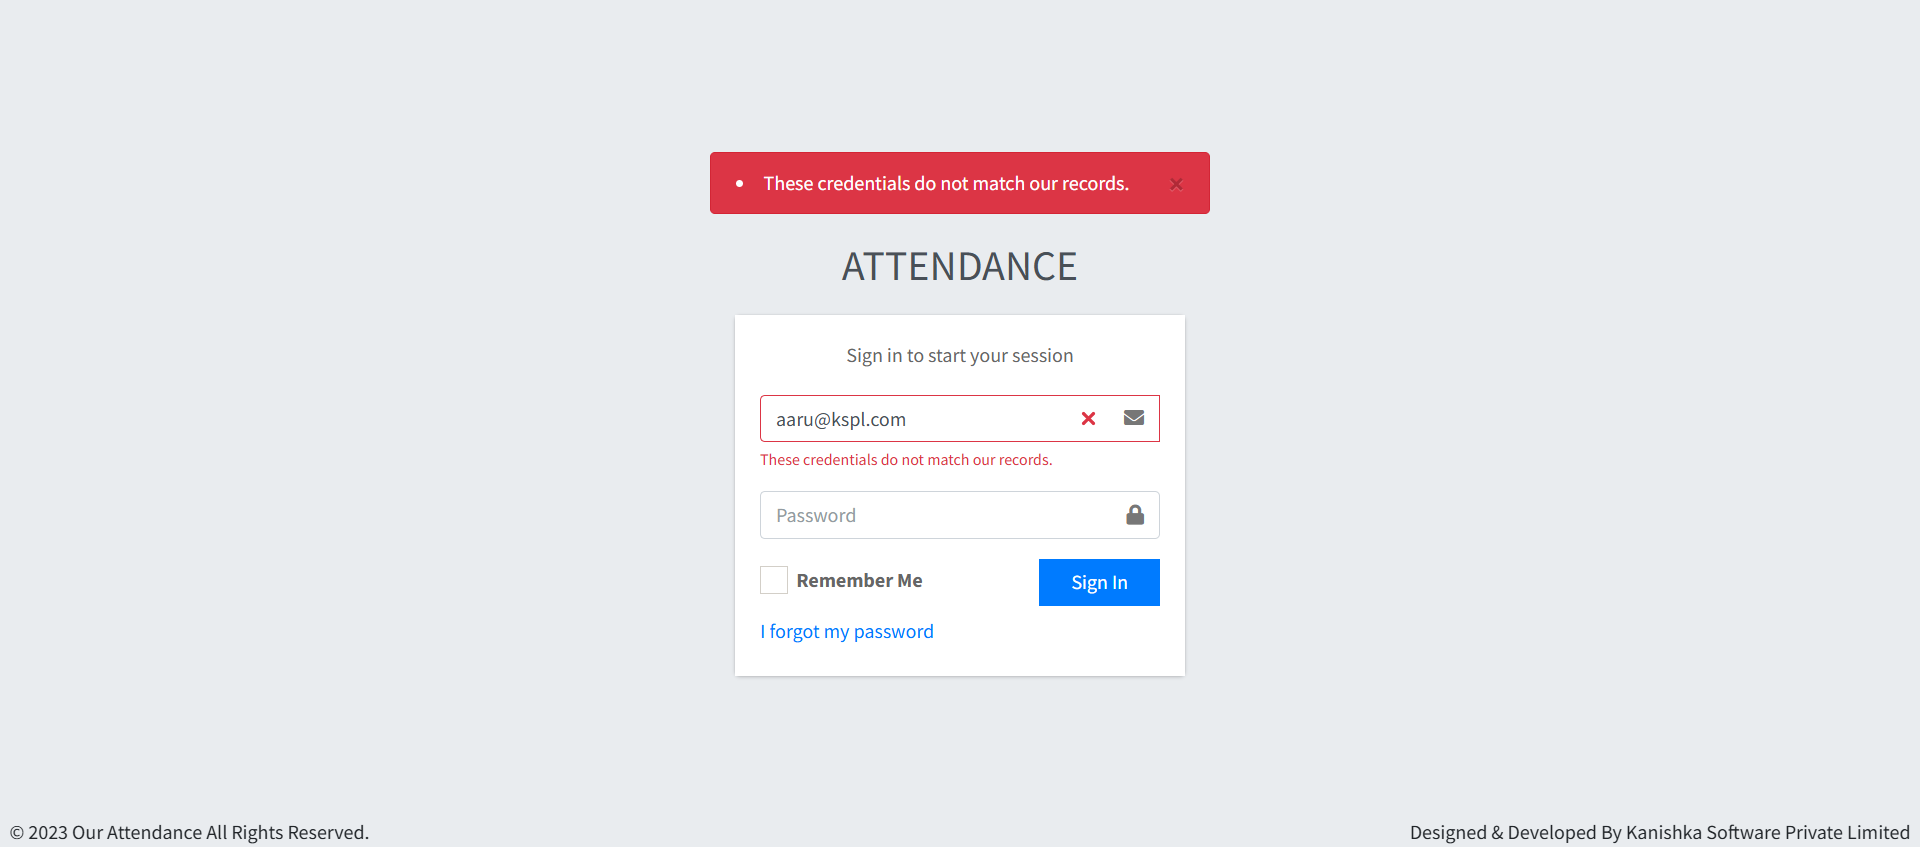 • These credentials do not match our records. ×
ATTENDANCE
Sign in to start your session
aaru@kspl.com
These credentials do not match our records.
Password
Remember Me
Sign In
I forgot my password
© 2023 Our Attendance All Rights Reserved.
Designed & Developed By Kanishka Software Private Limited